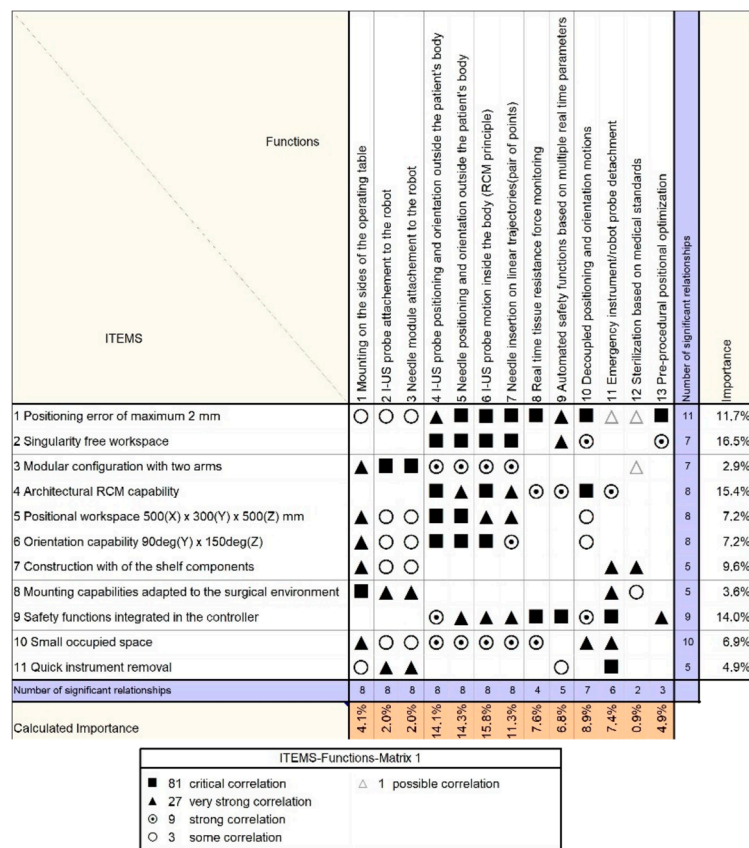 Functions
ITEMS
1 Mounting on the sides of the operating table
2 I-US probe attachement to the robot
3 Needle module attachement to the robot
4 I-US probe positioning and orientation outside the patient's body
5 Needle positioning and orientation outside the patient's body
6 I-US probe motion inside the body (RCM principle)
7 Needle insertion on linear trajectories(pair of points)
8 Real time tissue resistance force monitoring
9 Automated safety functions based on multiple real time parameters
10 Decoupled positioning and orientation motions
11 Emergency instrument/robot probe detachment
12 Sterilization based on medical standards
13 Pre-procedural positional optimization
Number of significant relationships
Importance
1 Positioning error of maximum 2 mm 11 11.7%
2 Singularity free workspace 7 16.5%
3 Modular configuration with two arms 7 2.9%
4 Architectural RCM capability 8 15.4%
5 Positional workspace 500(X) x 300(Y) x 500(Z) mm 8 7.2%
6 Orientation capability 90deg(Y) x 150deg(Z) 8 7.2%
7 Construction with of the shelf components 5 9.6%
8 Mounting capabilities adapted to the surgical environment 5 3.6%
9 Safety functions integrated in the controller 9 14.0%
10 Small occupied space 10 6.9%
11 Quick instrument removal 5 4.9%
Number of significant relationships 8 8 8 8 8 8 8 4 5 7 6 2 3
Calculated Importance 4.1% 2.0% 2.0% 14.1% 14.3% 15.8% 11.3% 7.6% 6.8% 8.9% 7.4% 0.9% 4.9%
ITEMS-Functions-Matrix 1
81 critical correlation 1 possible correlation
27 very strong correlation
9 strong correlation
3 some correlation